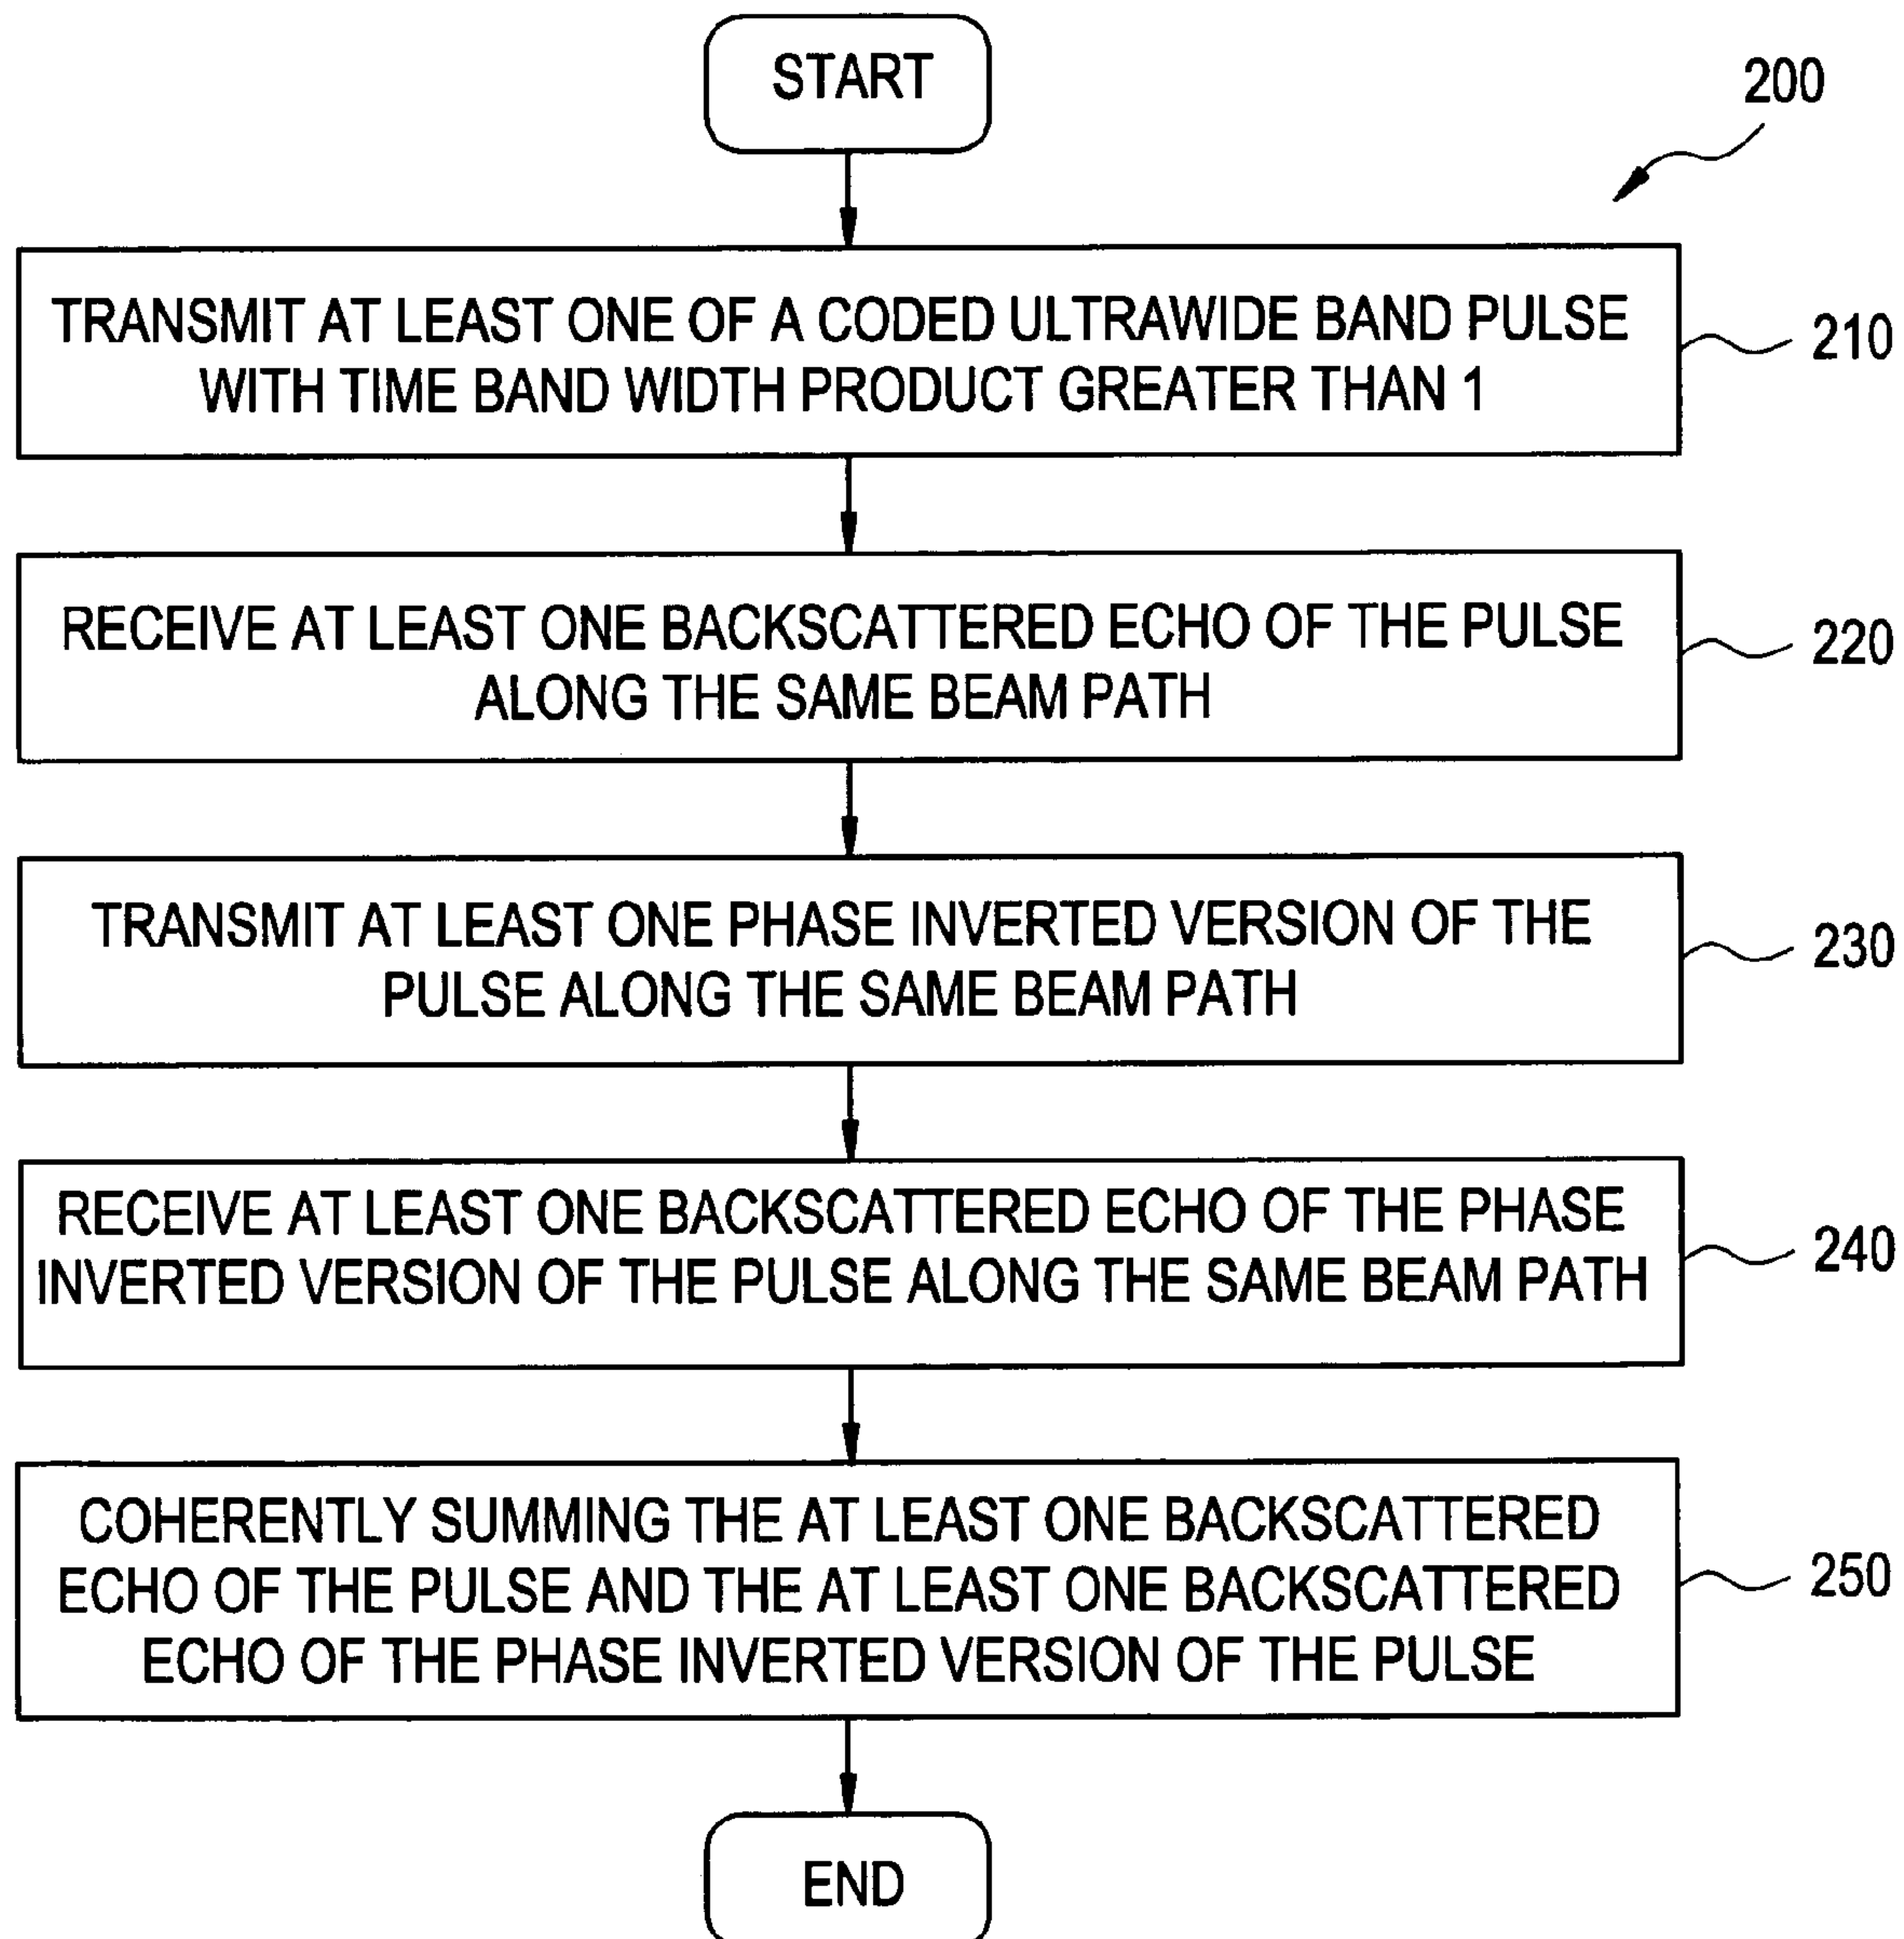 START
200
TRANSMIT AT LEAST ONE OF A CODED ULTRAWIDE BAND PULSE
WITH TIME BAND WIDTH PRODUCT GREATER THAN 1
210
RECEIVE AT LEAST ONE BACKSCATTERED ECHO OF THE PULSE
ALONG THE SAME BEAM PATH
220
TRANSMIT AT LEAST ONE PHASE INVERTED VERSION OF THE
PULSE ALONG THE SAME BEAM PATH
230
RECEIVE AT LEAST ONE BACKSCATTERED ECHO OF THE PHASE
INVERTED VERSION OF THE PULSE ALONG THE SAME BEAM PATH
240
COHERENTLY SUMMING THE AT LEAST ONE BACKSCATTERED
ECHO OF THE PULSE AND THE AT LEAST ONE BACKSCATTERED
ECHO OF THE PHASE INVERTED VERSION OF THE PULSE
250
END